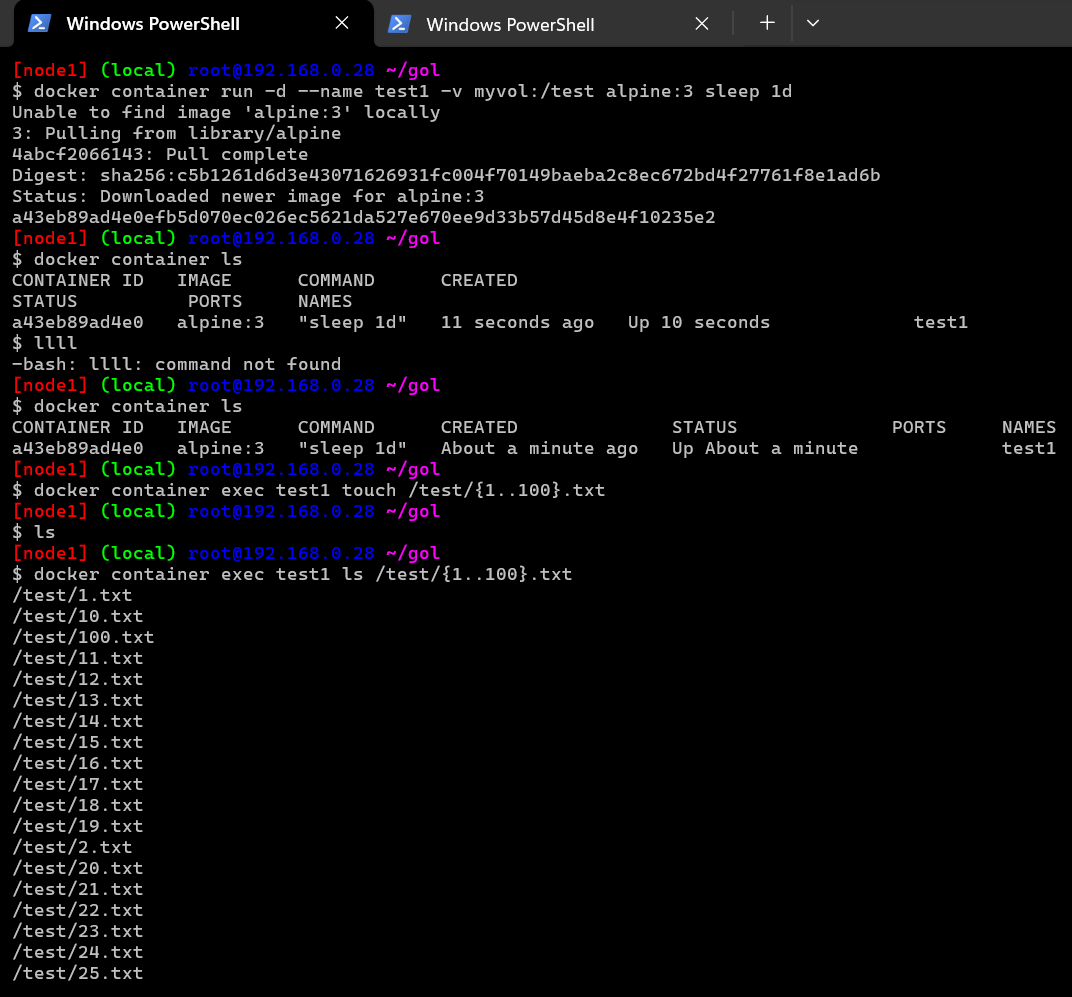 Windows PowerShell
Windows PowerShell
[node1] (local) root@192.168.0.28 ~/gol
$ docker container run -d --name test1 -v myvol:/test alpine:3 sleep 1d
Unable to find image 'alpine:3' locally
3: Pulling from library/alpine
4abcf2066143: Pull complete
Digest: sha256:c5b1261d6d3e43071626931fc004f70149baeba2c8ec672bd4f27761f8e1ad6b
Status: Downloaded newer image for alpine:3
a43eb89ad4e0efb5d070ec026ec5621da527e670ee9d33b57d45d8e4f10235e2
[node1] (local) root@192.168.0.28 ~/gol
$ docker container ls
CONTAINER ID   IMAGE      COMMAND      CREATED
STATUS          PORTS     NAMES
a43eb89ad4e0   alpine:3   "sleep 1d"   11 seconds ago   Up 10 seconds             test1
$ llll
-bash: llll: command not found
[node1] (local) root@192.168.0.28 ~/gol
$ docker container ls
CONTAINER ID   IMAGE      COMMAND      CREATED              STATUS              PORTS     NAMES
a43eb89ad4e0   alpine:3   "sleep 1d"   About a minute ago   Up About a minute             test1
[node1] (local) root@192.168.0.28 ~/gol
$ docker container exec test1 touch /test/{1..100}.txt
[node1] (local) root@192.168.0.28 ~/gol
$ ls
[node1] (local) root@192.168.0.28 ~/gol
$ docker container exec test1 ls /test/{1..100}.txt
/test/1.txt
/test/10.txt
/test/100.txt
/test/11.txt
/test/12.txt
/test/13.txt
/test/14.txt
/test/15.txt
/test/16.txt
/test/17.txt
/test/18.txt
/test/19.txt
/test/2.txt
/test/20.txt
/test/21.txt
/test/22.txt
/test/23.txt
/test/24.txt
/test/25.txt